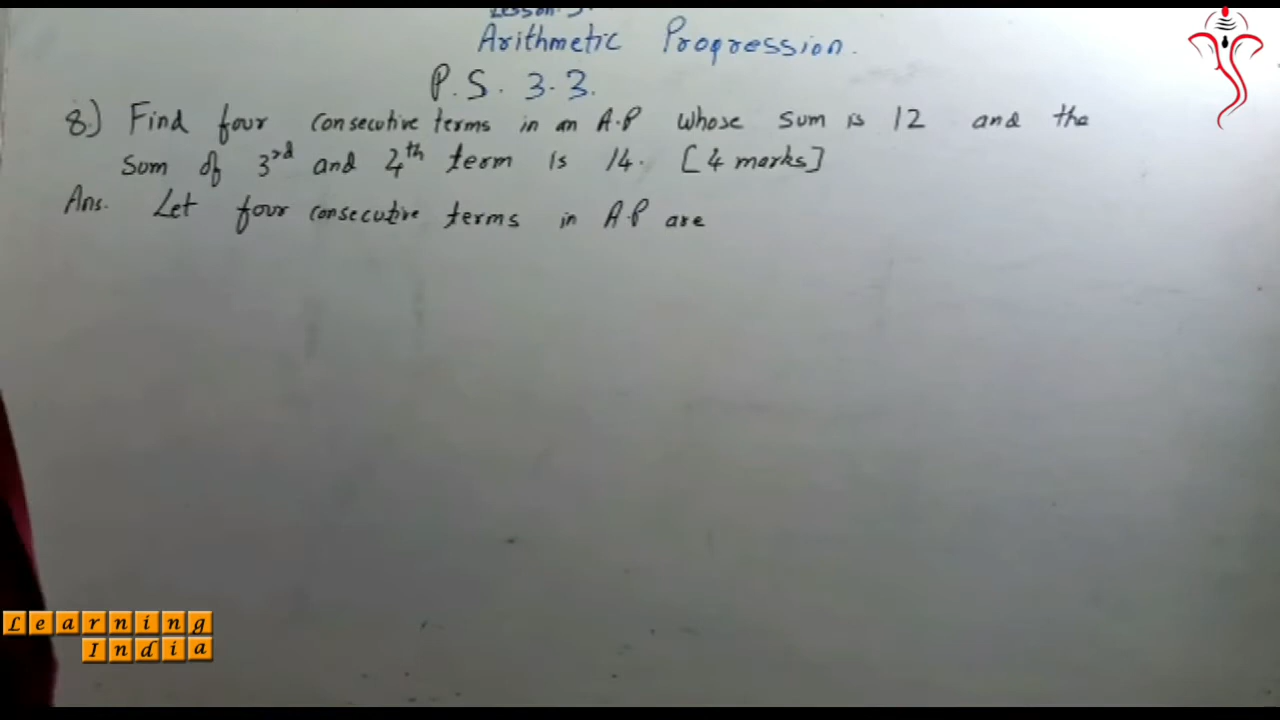 Arithmetic Progression.
P.S. 3.3.
8.) Find four consecutive terms in an A.P whose sum is 12 and the
sum of 3rd and 4th term is 14. [4 marks]
Ans. Let four consecutive terms in A.P are
Learning
India